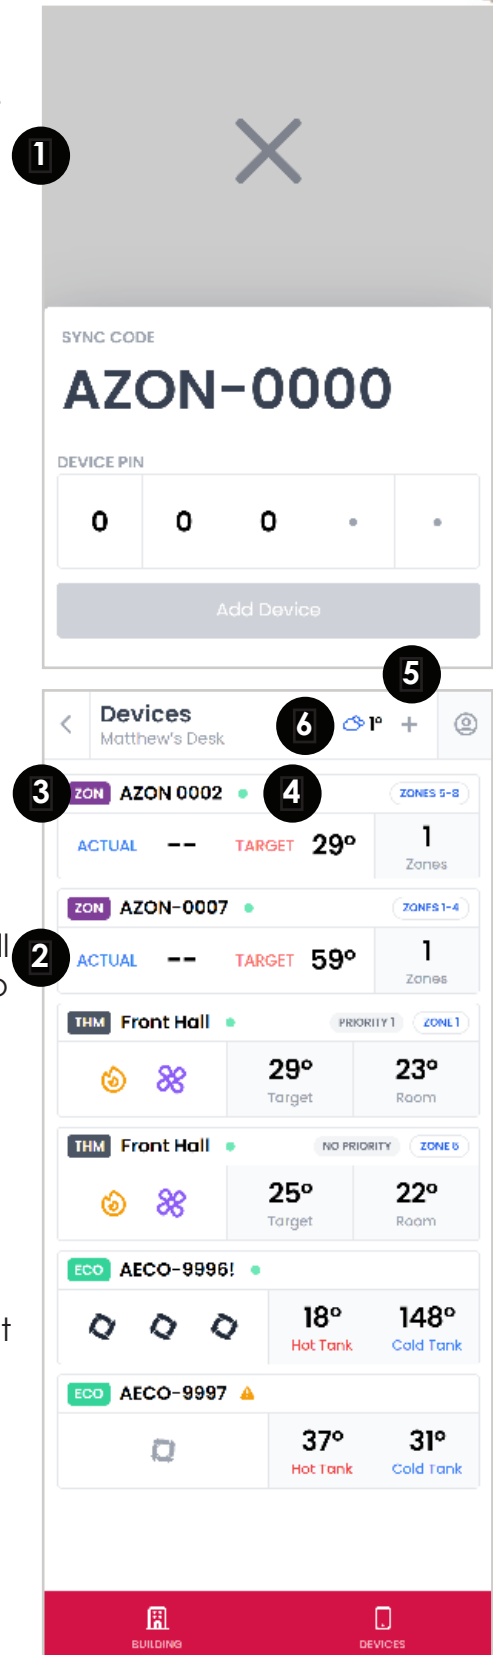 1
SYNC CODE
AZON-0000
DEVICE PIN
0 0 0 • •
Add Device
5
Devices
Matthew's Desk
6
1°
3
ZON AZON 0002
4
ZONES 5-8
ACTUAL -- TARGET 29°
1
Zones
ZON AZON-0007 ZONES 1-4
2
ACTUAL -- TARGET 59°
1
Zones
THM Front Hall PRIORITY 1 ZONE 1
29° 23°
Target Room
THM Front Hall NO PRIORITY ZONE 6
25° 22°
Target Room
ECO AECO-9996!
18° 148°
Hot Tank Cold Tank
ECO AECO-9997
37° 31°
Hot Tank Cold Tank
BUILDING DEVICES